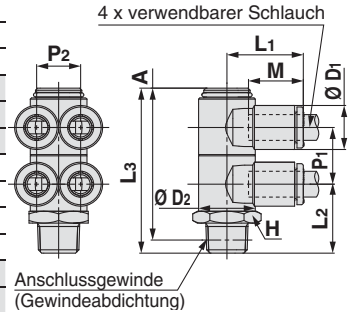 4 x verwendbarer Schlauch
P2
L1
M
A
Ø D1
L3
P1
Ø D2
L2
H
Anschlussgewinde
(Gewindeabdichtung)